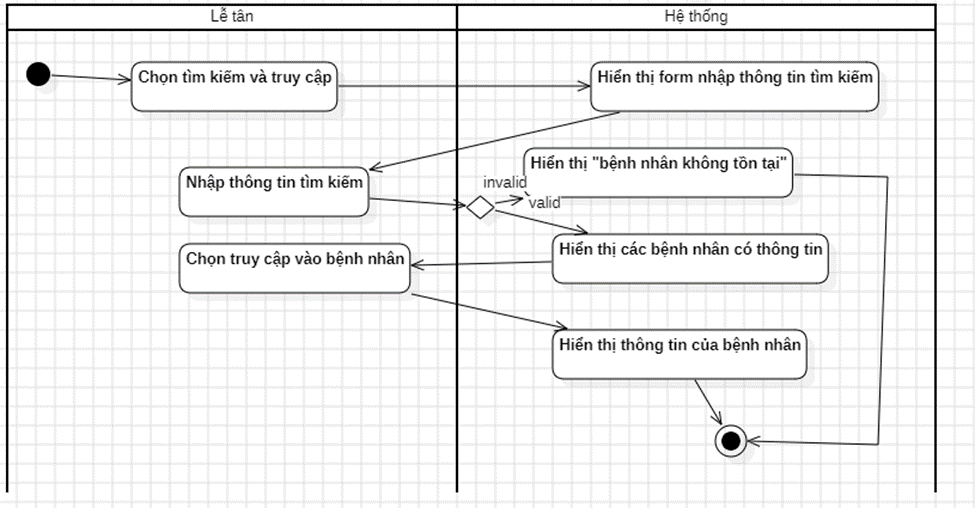 Lễ tân
Hệ thống
Chọn tìm kiếm và truy cập
Hiển thị form nhập thông tin tìm kiếm
Hiển thị "bệnh nhân không tồn tại"
Nhập thông tin tìm kiếm
invalid
valid
Chọn truy cập vào bệnh nhân
Hiển thị các bệnh nhân có thông tin
Hiển thị thông tin của bệnh nhân